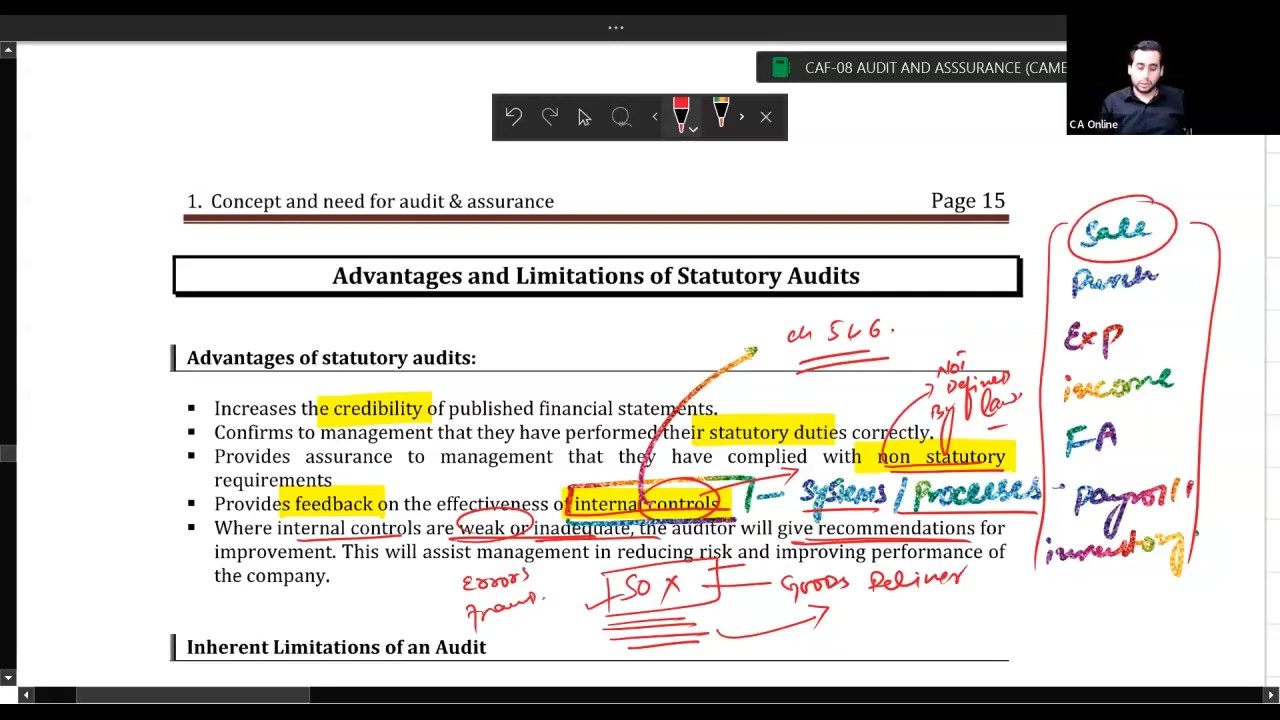 CAF-08 AUDIT AND ASSSURANCE (CAME
C A Online
1. Concept and need for audit & assurance Page 15
Advantages and Limitations of Statutory Audits
Sale
Purch
Exp
income
FA
payroll
inventory
ch 5 & 6.
Not
Defined
By law
Advantages of statutory audits:
▪ Increases the credibility of published financial statements.
▪ Confirms to management that they have performed their statutory duties correctly.
▪ Provides assurance to management that they have complied with non statutory
requirements
▪ Provides feedback on the effectiveness of internal controls
Systems / Processes
▪ Where internal controls are weak or inadequate, the auditor will give recommendations for
improvement. This will assist management in reducing risk and improving performance of
the company.
Errors
SO X
Goods Deliver
Inherent Limitations of an Audit